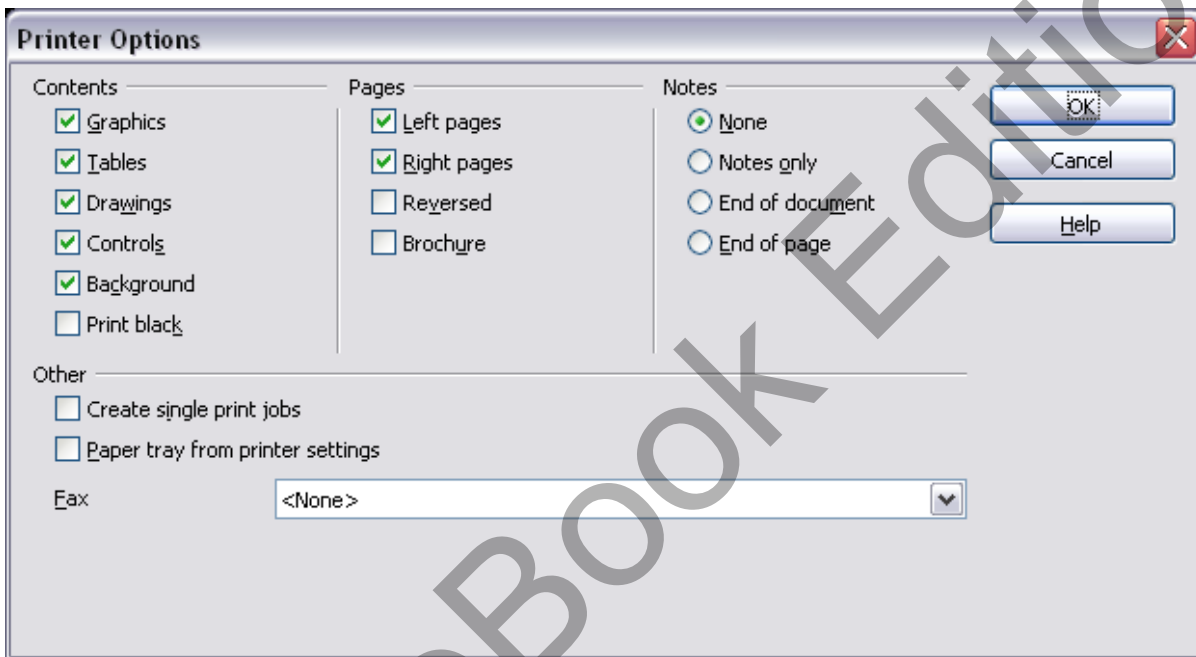 Printer Options
Contents
Graphics
Tables
Drawings
Controls
Background
Print black
Pages
Left pages
Right pages
Reversed
Brochure
Notes
None
Notes only
End of document
End of page
OK
Cancel
Help
Other
Create single print jobs
Paper tray from printer settings
Fax
<None>
Book Editio